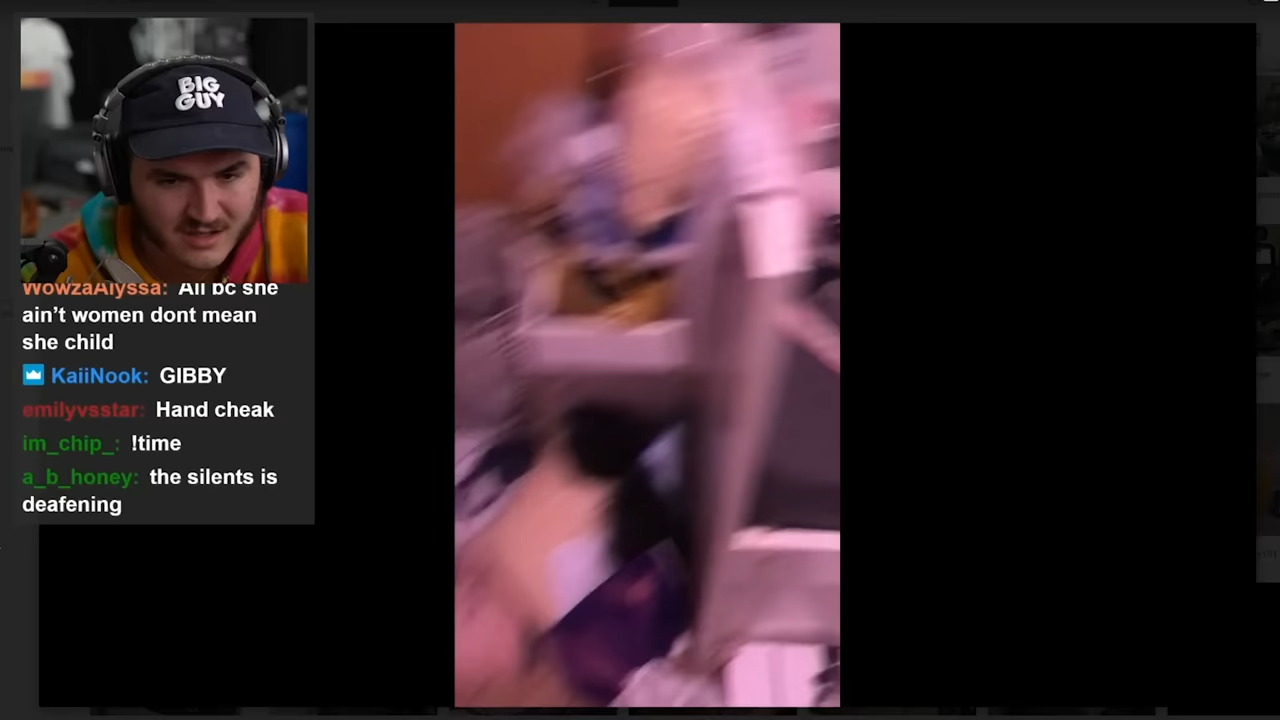 BIG
GUY
WowzaAlyssa: All bc she
ain't women dont mean
she child
KaiiNook: GIBBY
emilyvsstar: Hand cheak
im_chip_: !time
a_b_honey: the silents is
deafening